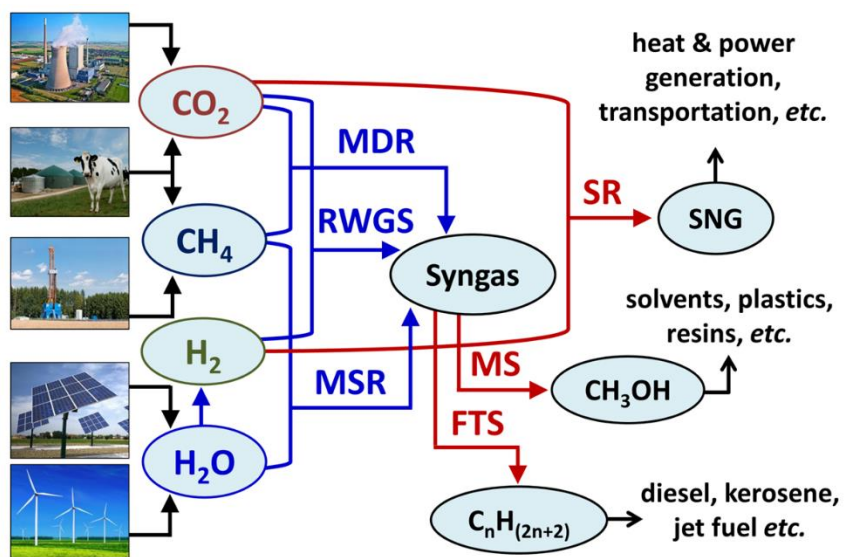 heat & power
generation,
transportation, etc.
CO₂
MDR
SR
SNG
RWGS
CH₄
Syngas
solvents, plastics,
resins, etc.
H₂
MS
MSR
CH₃OH
FTS
H₂O
diesel, kerosene,
jet fuel etc.
CₙH₍₂ₙ₊₂₎